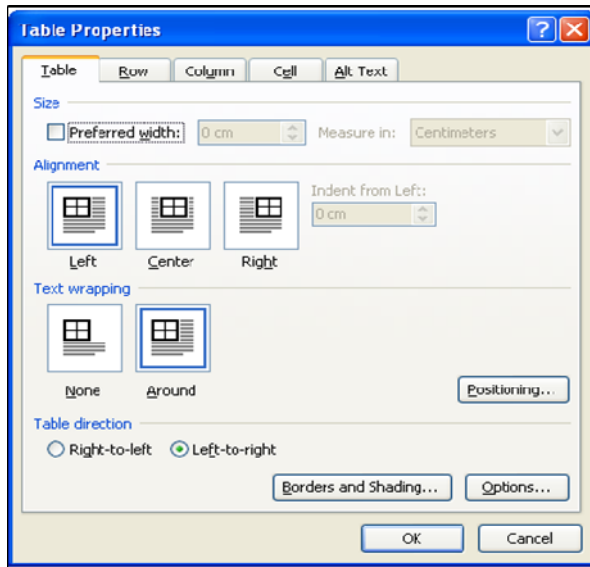 Table Properties
Table Row Column Cell Alt Text
Size
Preferred width: 0 cm Measure in: Centimeters
Alignment
Indent from Left:
0 cm
Left Center Right
Text wrapping
None Around
Positioning...
Table direction
Right-to-left Left-to-right
Borders and Shading... Options...
OK Cancel